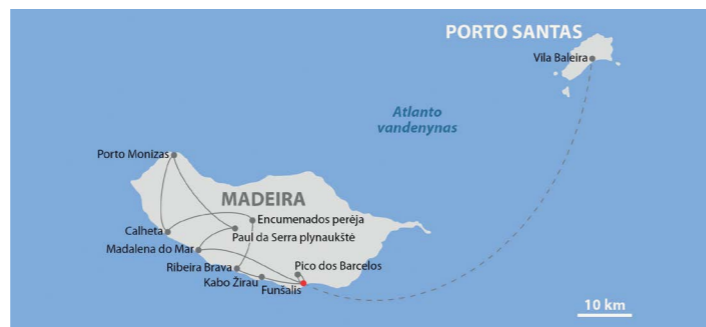 PORTO SANTAS
Vila Baleira
Atlanto
vandenynas
Porto Monizas
MADEIRA
Encumenados perėja
Calheta
Paul da Serra plynaukštė
Madalena do Mar
Ribeira Brava
Pico dos Barcelos
Kabo Žirau
Funšalis
10 km